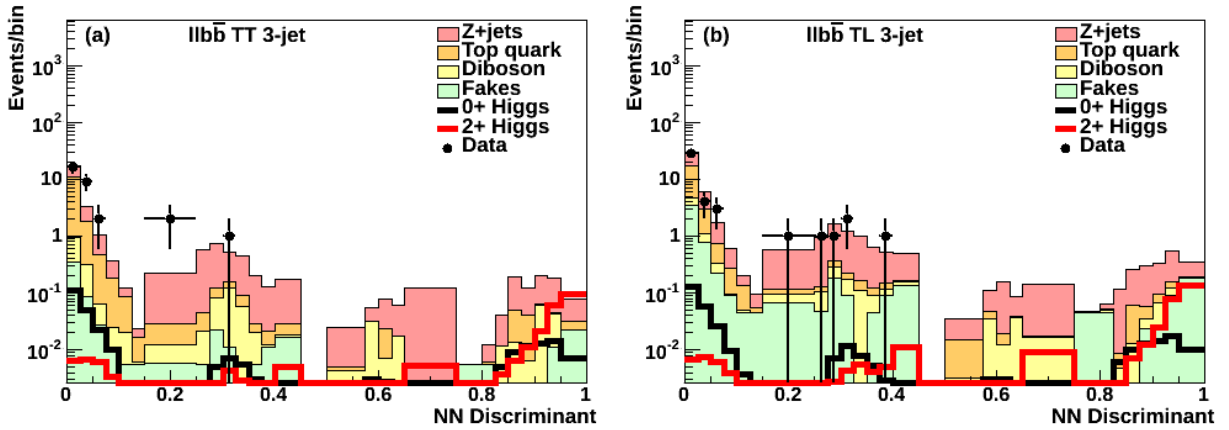 (a) llbb̅ TT 3-jet
Events/bin
10³
10²
10
1
10⁻¹
10⁻²
Z+jets
Top quark
Diboson
Fakes
0+ Higgs
2+ Higgs
Data
0 0.2 0.4 0.6 0.8 1
NN Discriminant
(b) llbb̅ TL 3-jet
Events/bin
10³
10²
10
1
10⁻¹
10⁻²
Z+jets
Top quark
Diboson
Fakes
0+ Higgs
2+ Higgs
Data
0 0.2 0.4 0.6 0.8 1
NN Discriminant